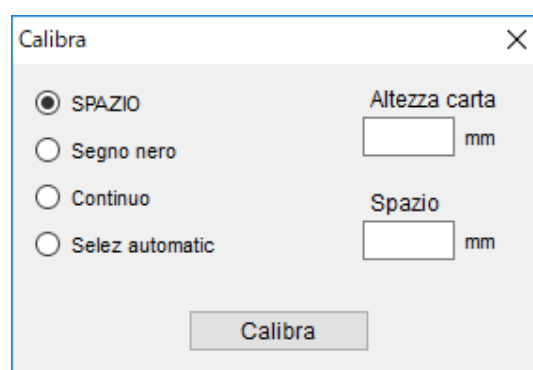 Calibra
SPAZIO
Segno nero
Continuo
Selez automatic
Altezza carta
mm
Spazio
mm
Calibra